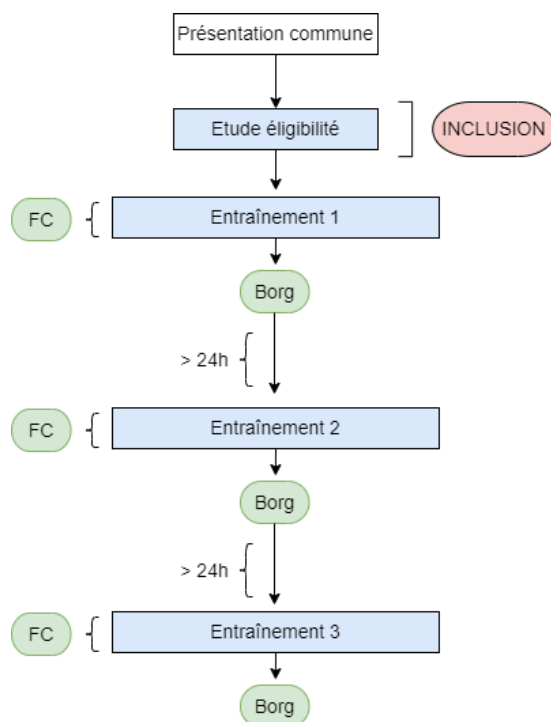 Présentation commune
Etude éligibilité
INCLUSION
FC
Entraînement 1
Borg
> 24h
FC
Entraînement 2
Borg
> 24h
FC
Entraînement 3
Borg